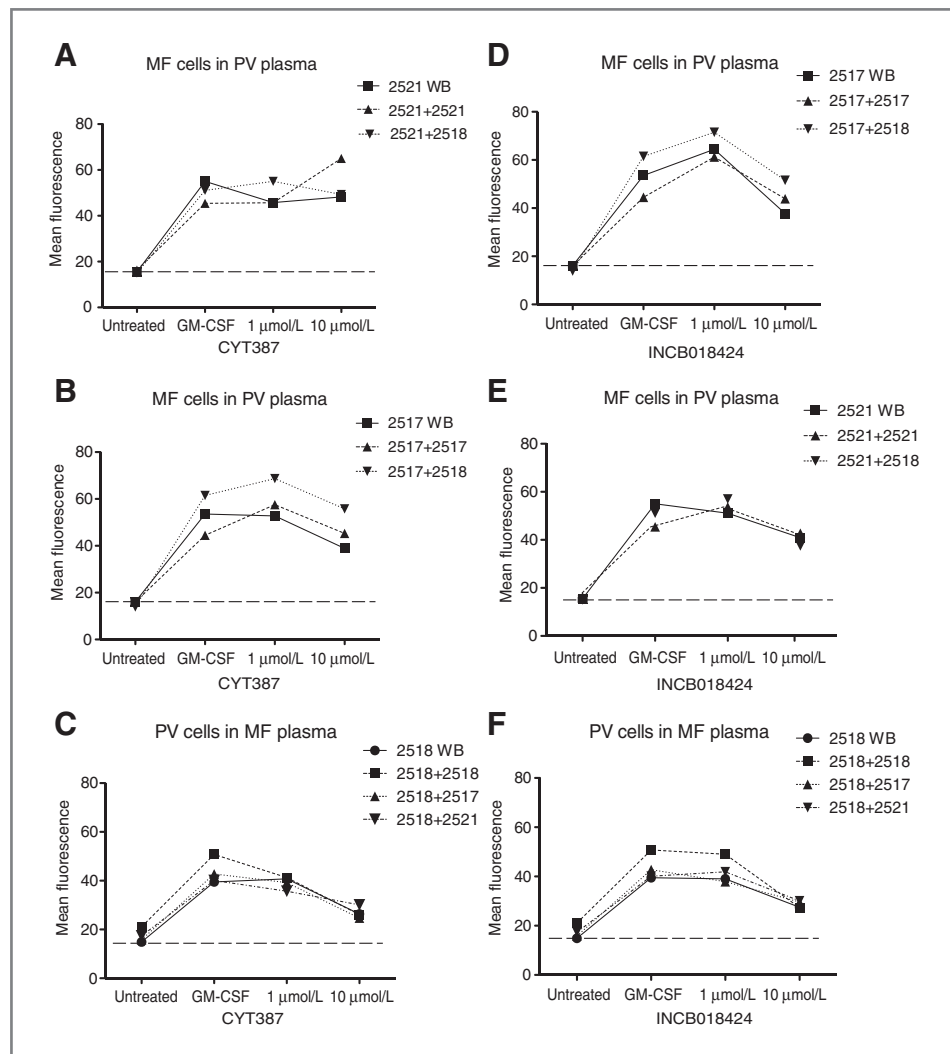 A
MF cells in PV plasma
2521 WB
2521+2521
2521+2518
Mean fluorescence
80
60
40
20
0
Untreated GM-CSF 1 μmol/L 10 μmol/L
CYT387
D
MF cells in PV plasma
2517 WB
2517+2517
2517+2518
Mean fluorescence
80
60
40
20
0
Untreated GM-CSF 1 μmol/L 10 μmol/L
INCB018424
B
MF cells in PV plasma
2517 WB
2517+2517
2517+2518
Mean fluorescence
80
60
40
20
0
Untreated GM-CSF 1 μmol/L 10 μmol/L
CYT387
E
MF cells in PV plasma
2521 WB
2521+2521
2521+2518
Mean fluorescence
80
60
40
20
0
Untreated GM-CSF 1 μmol/L 10 μmol/L
INCB018424
C
PV cells in MF plasma
2518 WB
2518+2518
2518+2517
2518+2521
Mean fluorescence
80
60
40
20
0
Untreated GM-CSF 1 μmol/L 10 μmol/L
CYT387
F
PV cells in MF plasma
2518 WB
2518+2518
2518+2517
2518+2521
Mean fluorescence
80
60
40
20
0
Untreated GM-CSF 1 μmol/L 10 μmol/L
INCB018424